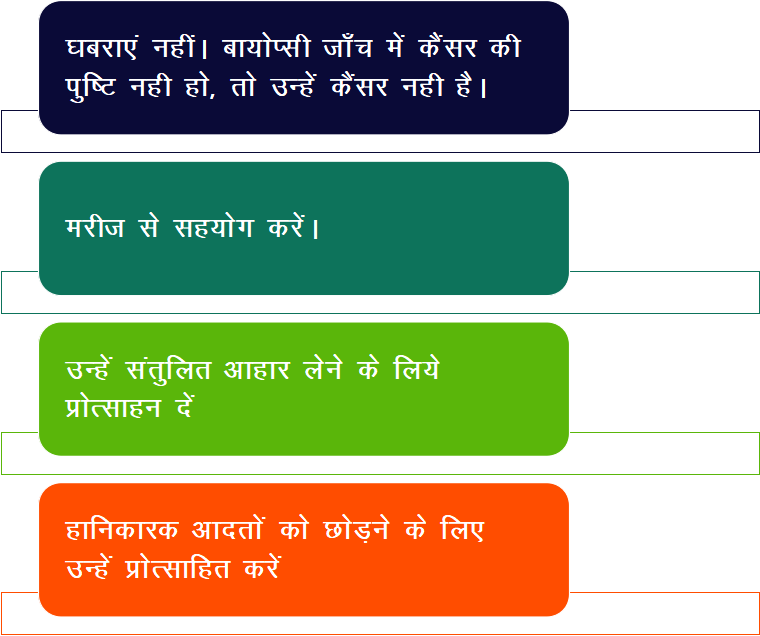 घबराएं नहीं। बायोप्सी जाँच में कैंसर की
पुष्टि नही हो, तो उन्हें कैंसर नही है।
मरीज से सहयोग करें।
उन्हें संतुलित आहार लेने के लिये
प्रोत्साहन दें
हानिकारक आदतों को छोड़ने के लिए
उन्हें प्रोत्साहित करें